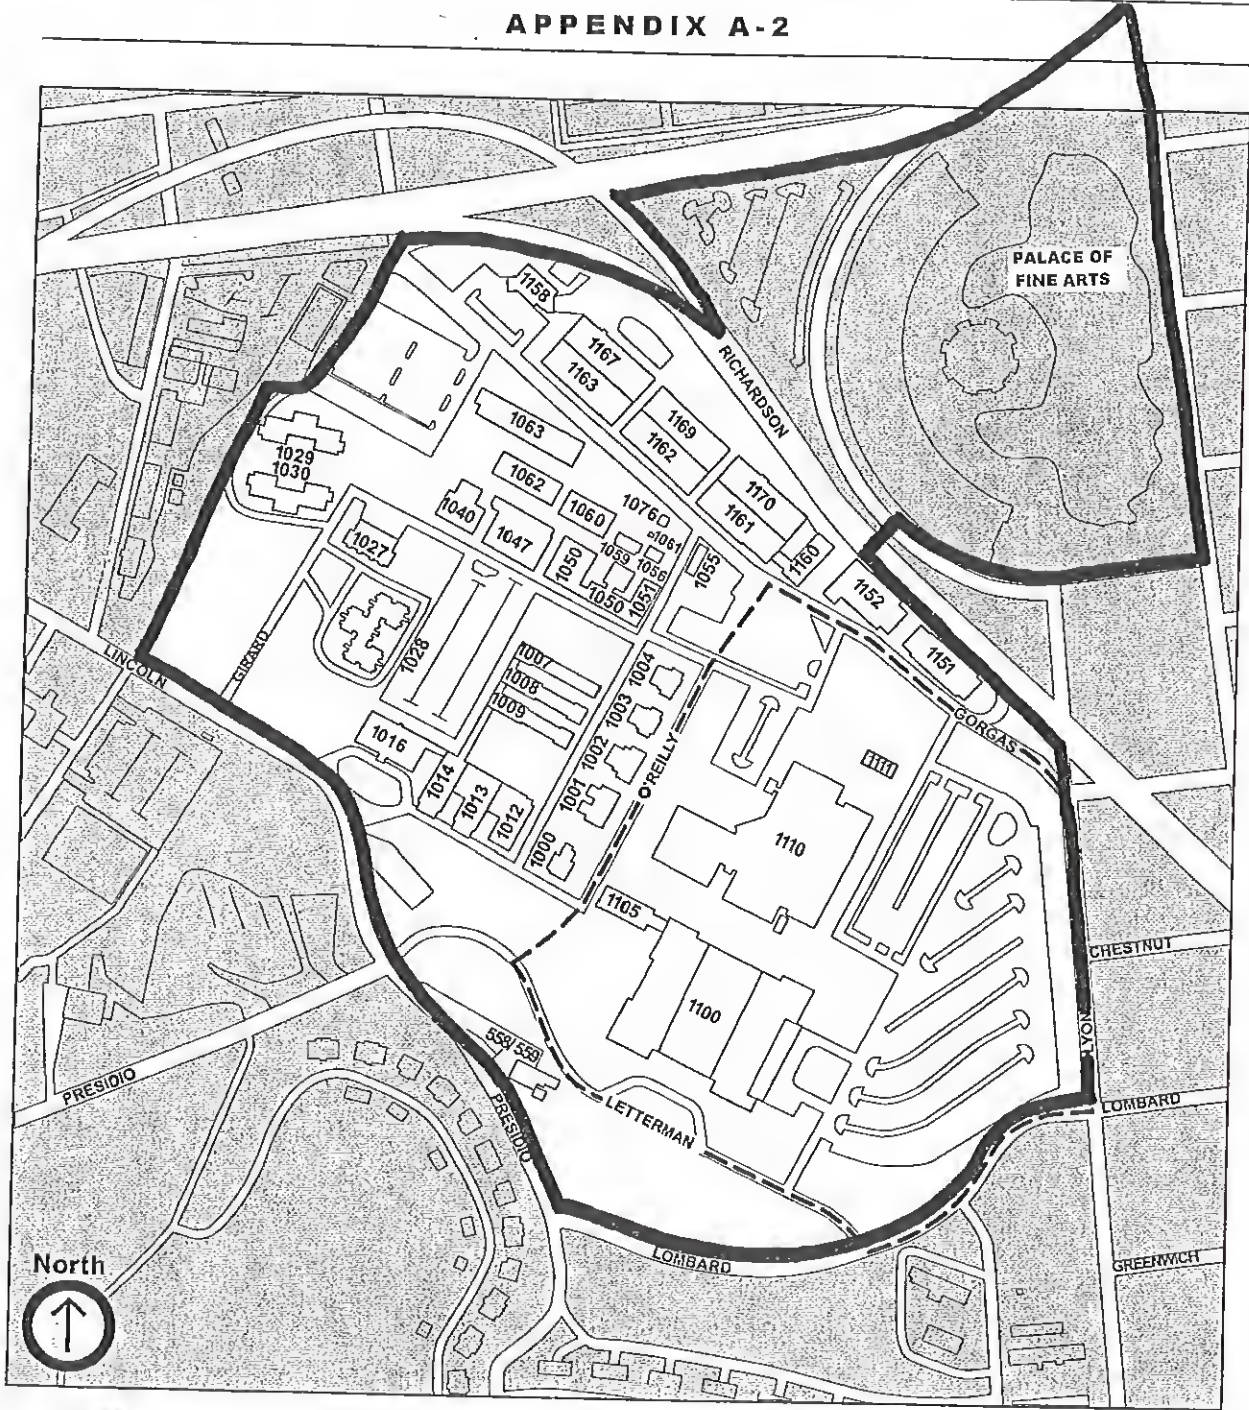 APPENDIX A-2
PALACE OF
FINE ARTS
1158
1167
1163
RICHARDSON
1169
1162
1063
1029
1030
1062
1170
1161
1040
1060
1076
1047
1061
1160
1027
1050
1059
1056
1055
1050
1051
1152
1151
LINCOLN
GIRARD
1028
1007
1008
1009
1004
1003
1002
1001
1000
O'REILLY
GORGAS
1016
1014
1013
1012
1111
1110
1105
1100
CHESTNUT
LYON
558/559
PRESIDIO
PRESIDIO
LETTERMAN
LOMBARD
LOMBARD
GREENWICH
North